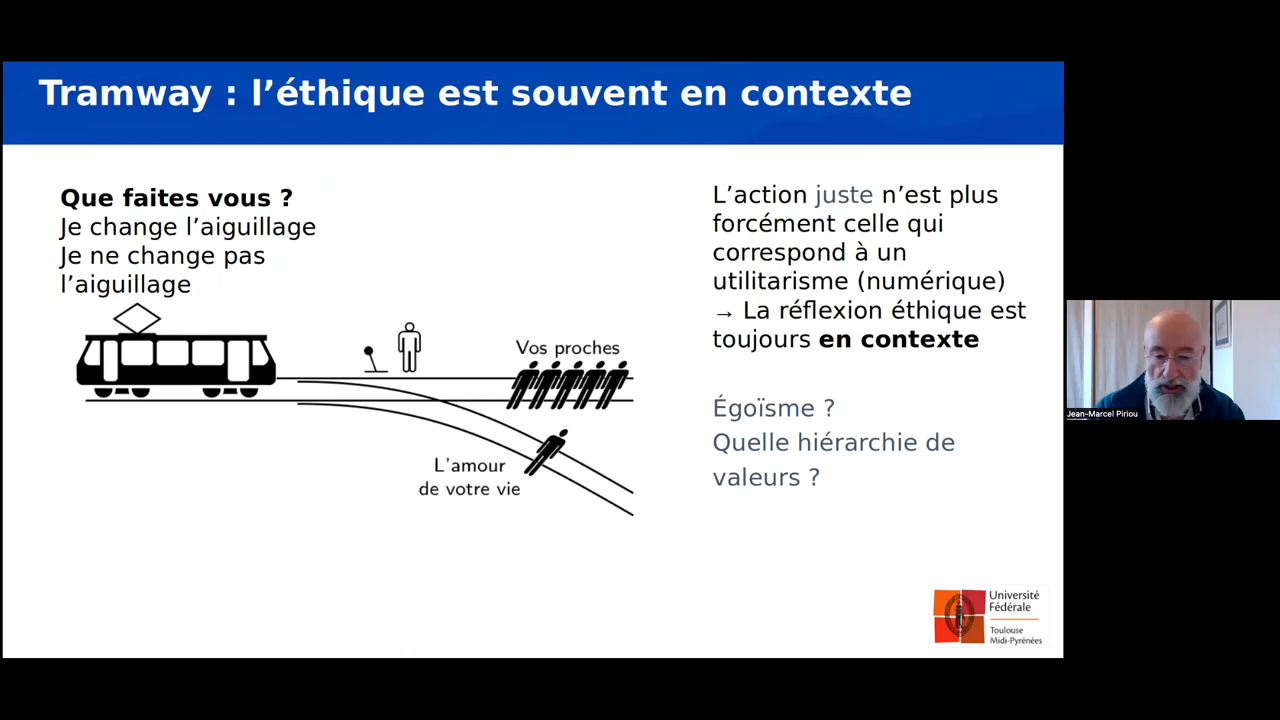 Tramway : l’éthique est souvent en contexte
Que faites vous ?
Je change l’aiguillage
Je ne change pas
l’aiguillage
Vos proches
L'amour
de votre vie
L’action juste n’est plus
forcément celle qui
correspond à un
utilitarisme (numérique)
→ La réflexion éthique est
toujours en contexte
Égoïsme ?
Quelle hiérarchie de
valeurs ?
Université
Fédérale
Toulouse
Midi-Pyrénées
Jean-Marcel Piriou